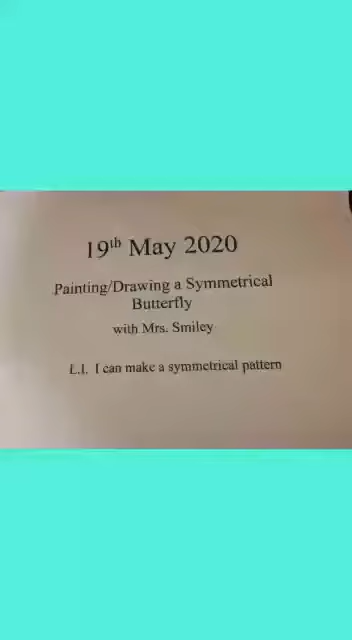 19th May 2020
Painting/Drawing a Symmetrical
Butterfly
with Mrs. Smiley
L.I. I can make a symmetrical pattern